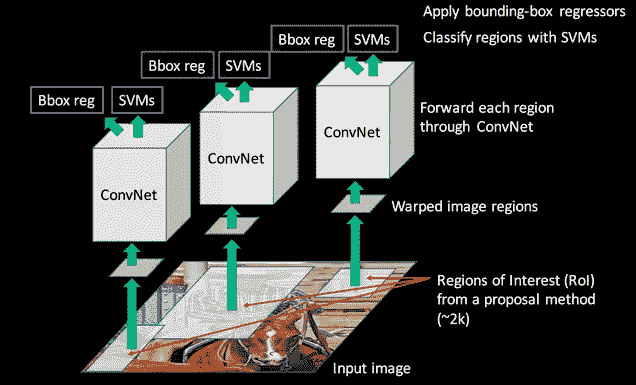 Apply bounding-box regressors
Bbox reg SVMs
Classify regions with SVMs
Bbox reg SVMs
Bbox reg SVMs
ConvNet
ConvNet
ConvNet
Forward each region
through ConvNet
Warped image regions
Regions of Interest (RoI)
from a proposal method
(~2k)
Input image